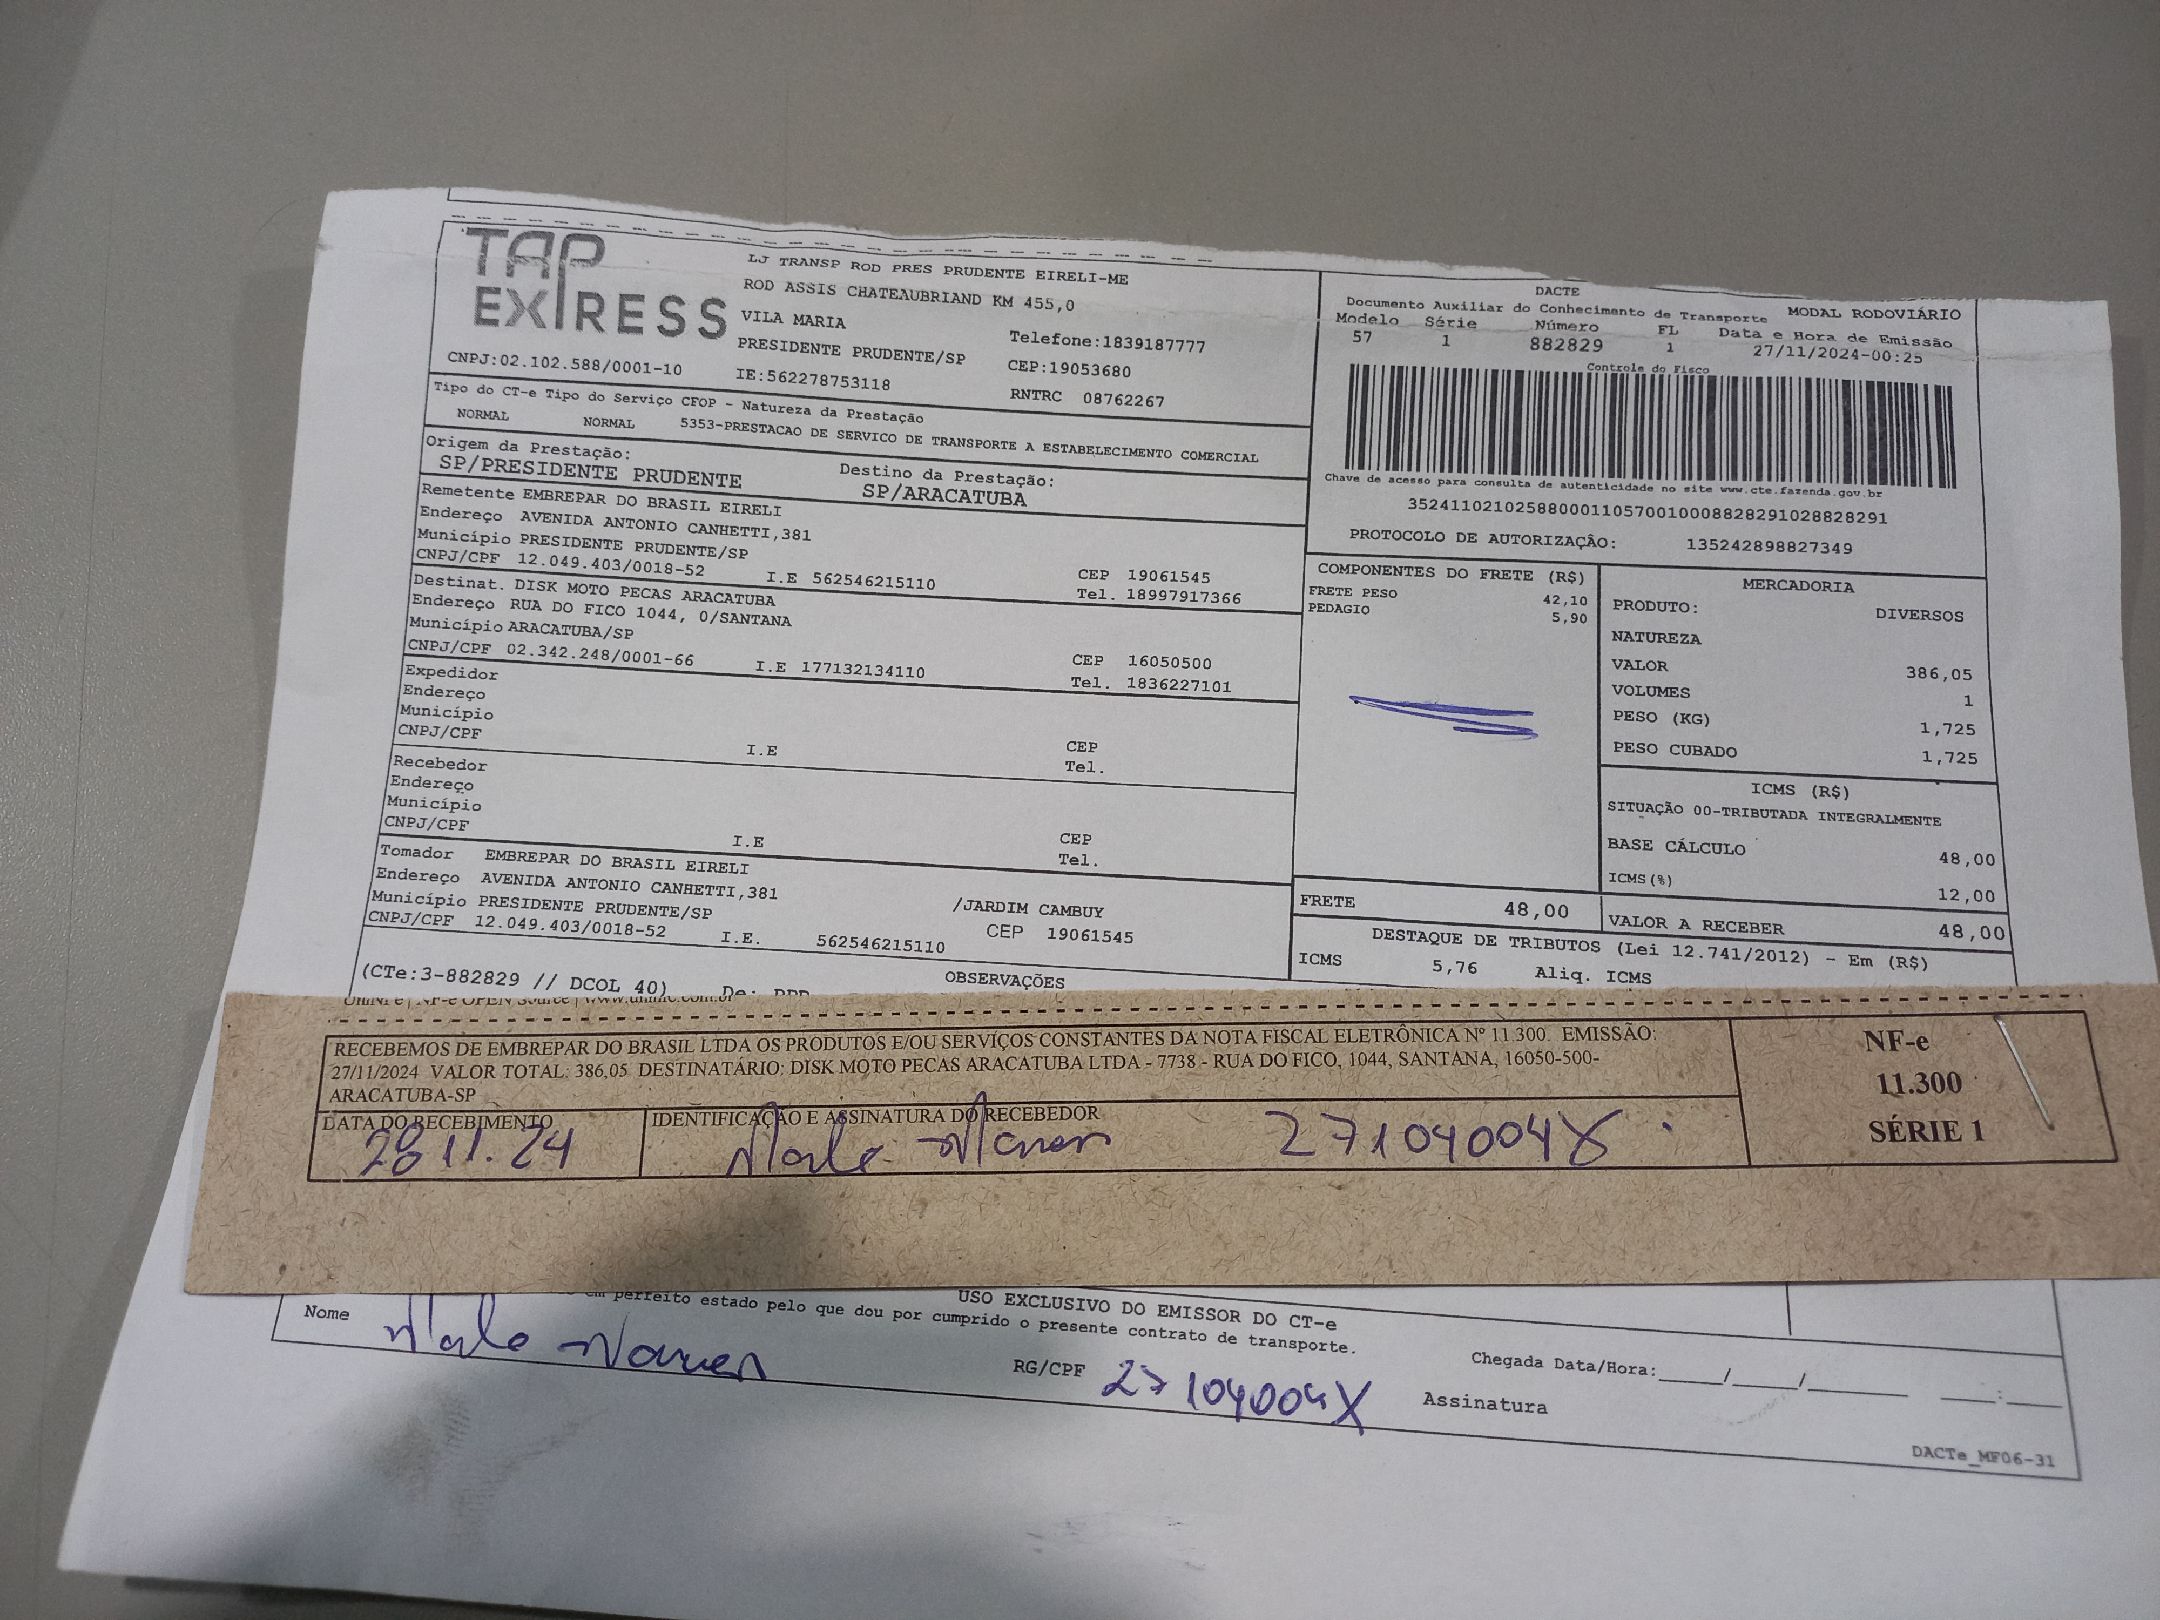 TAP EXPRESS
LJ TRANSP ROD PRES PRUDENTE EIRELI-ME
ROD ASSIS CHATEAUBRIAND KM 455,0
VILA MARIA
PRESIDENTE PRUDENTE/SP
Telefone:1839187777
CEP:19053680
CNPJ:02.102.588/0001-10
IE:562278753118
RNTRC 08762267
DACTE
Documento Auxiliar do Conhecimento de Transporte
MODAL RODOVIÁRIO
Modelo Série Número FL Data e Hora de Emissão
57 1 882829 1 27/11/2024-00:25
Controle do Fisco
Chave de acesso para consulta de autenticidade no site www.cte.fazenda.gov.br
35241102102588000110570010008828291028828291
PROTOCOLO DE AUTORIZAÇÃO: 135242898827349
Tipo do CT-e Tipo do Serviço CFOP - Natureza da Prestação
NORMAL NORMAL 5353-PRESTACAO DE SERVICO DE TRANSPORTE A ESTABELECIMENTO COMERCIAL
Origem da Prestação: Destino da Prestação:
SP/PRESIDENTE PRUDENTE SP/ARACATUBA
Remetente EMBREPAR DO BRASIL EIRELI
Endereço AVENIDA ANTONIO CANHETTI,381
Município PRESIDENTE PRUDENTE/SP CEP 19061545
CNPJ/CPF 12.049.403/0018-52 I.E 562546215110 Tel. 18997917366
Destinat. DISK MOTO PECAS ARACATUBA
Endereço RUA DO FICO 1044, 0/SANTANA
Município ARACATUBA/SP CEP 16050500
CNPJ/CPF 02.342.248/0001-66 I.E 177132134110 Tel. 1836227101
Expedidor
Endereço
Município CEP
CNPJ/CPF I.E Tel.
Recebedor
Endereço
Município CEP
CNPJ/CPF I.E Tel.
Tomador EMBREPAR DO BRASIL EIRELI
Endereço AVENIDA ANTONIO CANHETTI,381 /JARDIM CAMBUY
Município PRESIDENTE PRUDENTE/SP CEP 19061545
CNPJ/CPF 12.049.403/0018-52 I.E. 562546215110
COMPONENTES DO FRETE (R$)
FRETE PESO 42,10
PEDAGIO 5,90
MERCADORIA
PRODUTO: DIVERSOS
NATUREZA
VALOR 386,05
VOLUMES 1
PESO (KG) 1,725
PESO CUBADO 1,725
ICMS (R$)
SITUAÇÃO 00-TRIBUTADA INTEGRALMENTE
BASE CÁLCULO 48,00
ICMS(%) 12,00
FRETE 48,00
VALOR A RECEBER 48,00
DESTAQUE DE TRIBUTOS (Lei 12.741/2012) - Em (R$)
ICMS 5,76 Aliq. ICMS
OBSERVAÇÕES
(CTe:3-882829 // DCOL 40) De:
RECEBEMOS DE EMBREPAR DO BRASIL LTDA OS PRODUTOS E/OU SERVIÇOS CONSTANTES DA NOTA FISCAL ELETRÔNICA Nº 11.300. EMISSÃO:
27/11/2024 VALOR TOTAL: 386,05 DESTINATÁRIO: DISK MOTO PECAS ARACATUBA LTDA - 7738 - RUA DO FICO, 1044, SANTANA, 16050-500-
ARACATUBA-SP
DATA DO RECEBIMENTO
28 11. 24
IDENTIFICAÇÃO E ASSINATURA DO RECEBEDOR
27104004X
NF-e
11.300
SÉRIE 1
USO EXCLUSIVO DO EMISSOR DO CT-e
em perfeito estado pelo que dou por cumprido o presente contrato de transporte.
Nome
RG/CPF 27104004X
Chegada Data/Hora:____/____/______ ___:___
Assinatura
DACTe_MF06-31